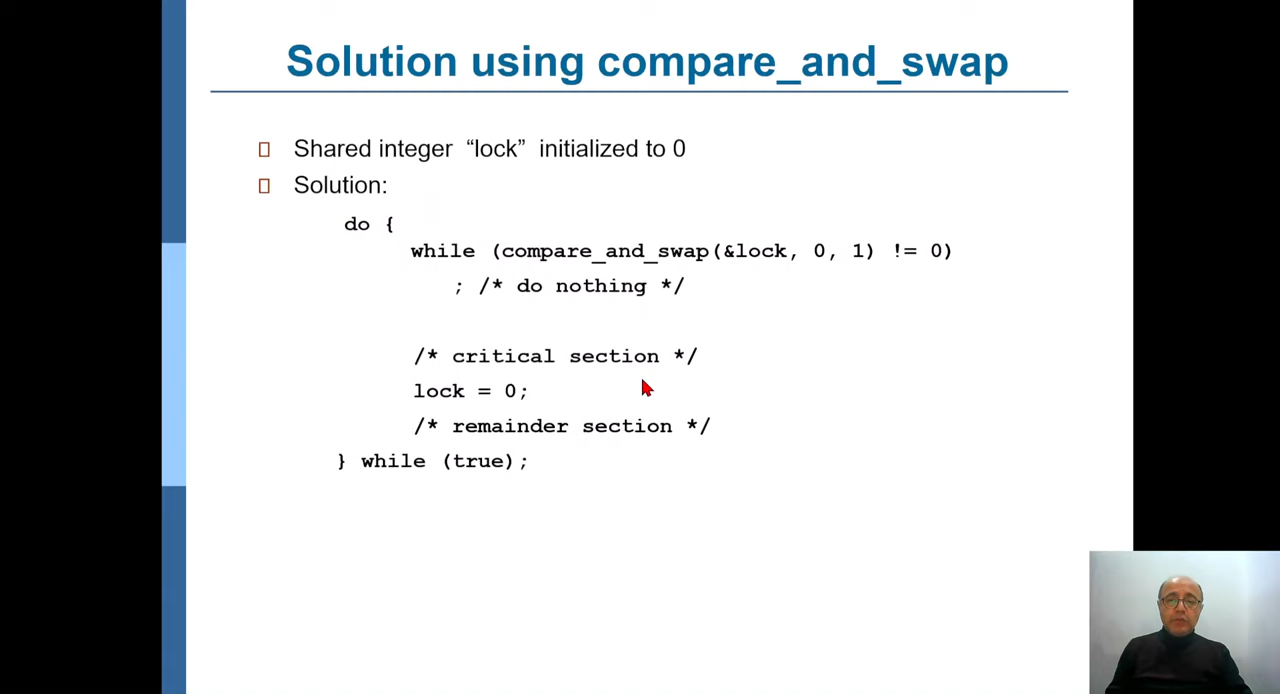 Solution using compare_and_swap
Shared integer “lock” initialized to 0
Solution:
do {
while (compare_and_swap(&lock, 0, 1) != 0)
; /* do nothing */
/* critical section */
lock = 0;
/* remainder section */
} while (true);